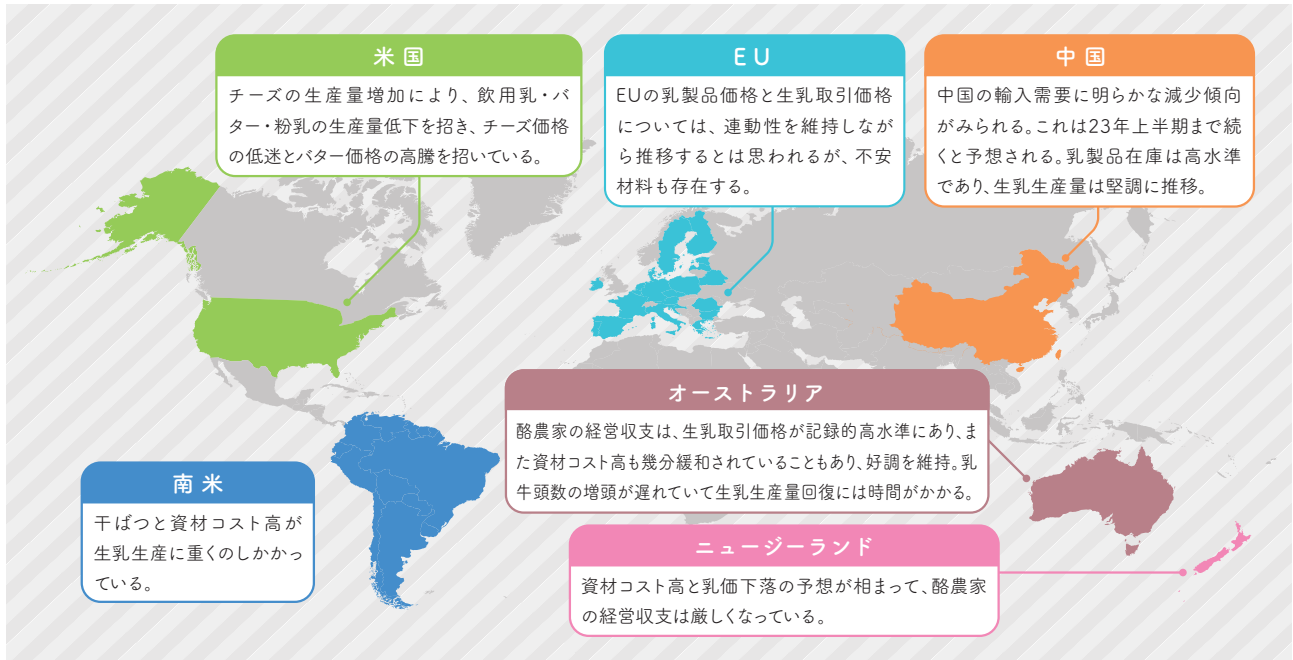 米国
チーズの生産量増加により、飲用乳・バ
ター・粉乳の生産量低下を招き、チーズ価格
の低迷とバター価格の高騰を招いている。
EU
EUの乳製品価格と生乳取引価格
については、連動性を維持しなが
ら推移するとは思われるが、不安
材料も存在する。
中国
中国の輸入需要に明らかな減少傾向
がみられる。これは23年上半期まで続
くと予想される。乳製品在庫は高水準
であり、生乳生産量は堅調に推移。
オーストラリア
酪農家の経営収支は、生乳取引価格が記録的高水準にあり、ま
た資材コスト高も幾分緩和されていることもあり、好調を維持。乳
牛頭数の増頭が遅れていて生乳生産量回復には時間がかかる。
南米
干ばつと資材コスト高が
生乳生産に重くのしかかっ
ている。
ニュージーランド
資材コスト高と乳価下落の予想が相まって、酪農家
の経営収支は厳しくなっている。